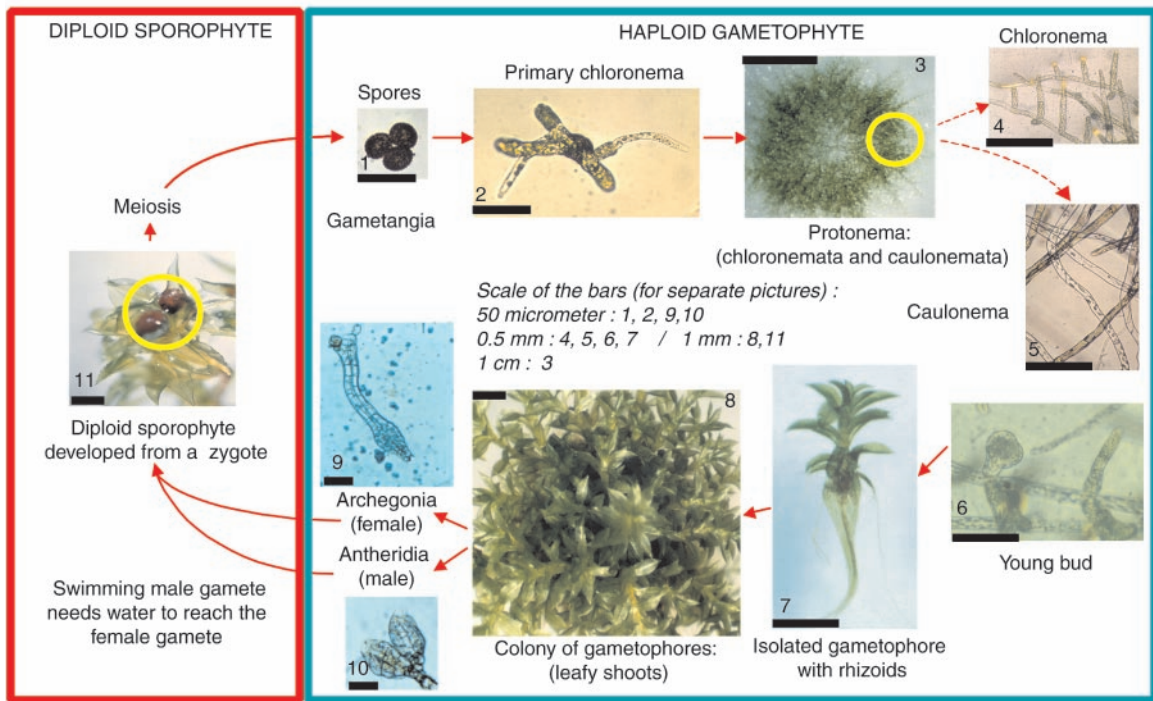 DIPLOID SPOROPHYTE
HAPLOID GAMETOPHYTE
Spores
1
Gametangia
Primary chloronema
2
3
Protonema:
(chloronemata and caulonemata)
Chloronema
4
Caulonema
5
Meiosis
11
Diploid sporophyte
developed from a zygote
Swimming male gamete
needs water to reach the
female gamete
Scale of the bars (for separate pictures) :
50 micrometer : 1, 2, 9,10
0.5 mm : 4, 5, 6, 7 / 1 mm : 8,11
1 cm : 3
9
Archegonia
(female)
Antheridia
(male)
10
8
Colony of gametophores:
(leafy shoots)
7
Isolated gametophore
with rhizoids
6
Young bud